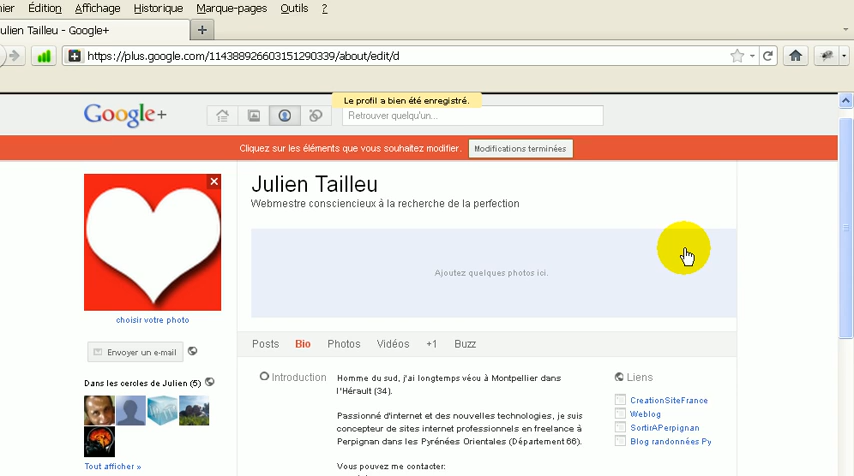 ier Édition Affichage Historique Marque-pages Outils ?
ulien Tailleu - Google+
https://plus.google.com/114388926603151290339/about/edit/d
Le profil a bien été enregistré.
Google+
Retrouver quelqu'un...
Cliquez sur les éléments que vous souhaitez modifier. Modifications terminées
Julien Tailleu
Webmestre consciencieux à la recherche de la perfection
Ajoutez quelques photos ici.
choisir votre photo
Posts Bio Photos Vidéos +1 Buzz
Envoyer un e-mail
Dans les cercles de Julien (5)
Tout afficher »
Introduction
Homme du sud, j'ai longtemps vécu à Montpellier dans
l'Hérault (34).
Passionné d'internet et des nouvelles technologies, je suis
concepteur de sites internet professionnels en freelance à
Perpignan dans les Pyrénées Orientales (Département 66).
Vous pouvez me contacter:
Liens
CreationSiteFrance
Weblog
SortirAPerpignan
Blog randonnées Py